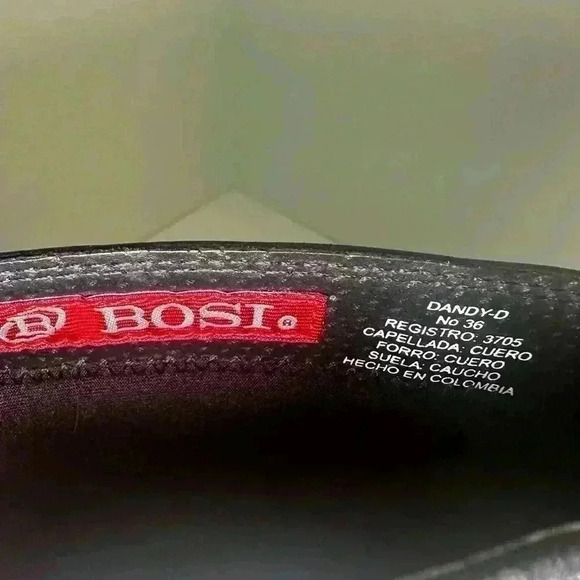 B BOSI ®
DANDY-D
No 36
REGISTRO: 3705
CAPELLADA: CUERO
FORRO: CUERO
SUELA: CAUCHO
HECHO EN COLOMBIA